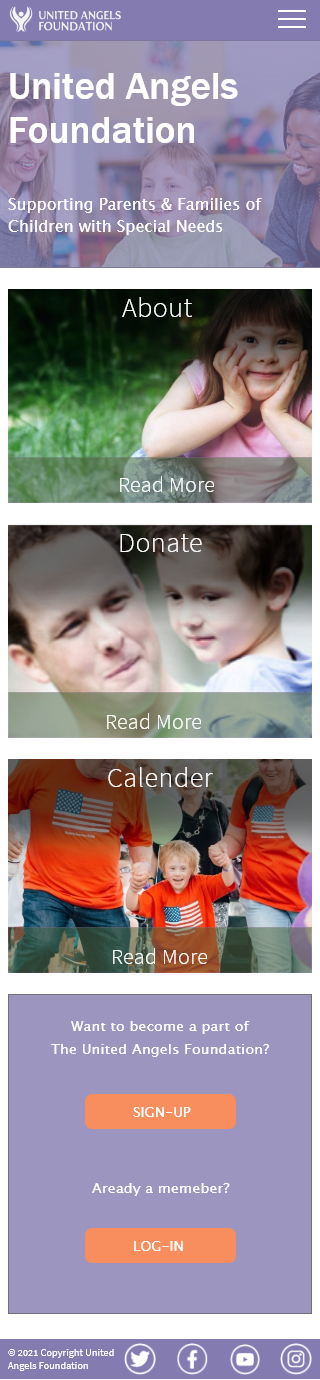 UNITED ANGELS
FOUNDATION
United Angels
Foundation
Supporting Parents & Families of
Children with Special Needs
About
Read More
Donate
Read More
Calender
Read More
Want to become a part of
The United Angels Foundation?
SIGN-UP
Aready a memeber?
LOG-IN
© 2021 Copyright United
Angels Foundation